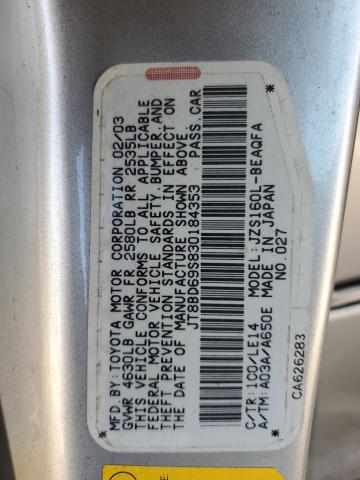 MFD BY:TOYOTA MOTOR CORPORATION 02/03
GVWR 4630LB GAWR FR 2580LB RR 2535LB
THIS VEHICLE CONFORMS TO ALL APPLICABLE
FEDERAL MOTOR VEHICLE SAFETY, BUMPER, AND
THEFT PREVENTION STANDARDS IN EFFECT ON
THE DATE OF MANUFACTURE SHOWN ABOVE.
JT8BD69S830184353 PASS.CAR
C/TR:1C0/LE14 MODEL:JZS160L-BEAQFA
A/TM:A03A/A650E MADE IN JAPAN
NO.027
CA626283